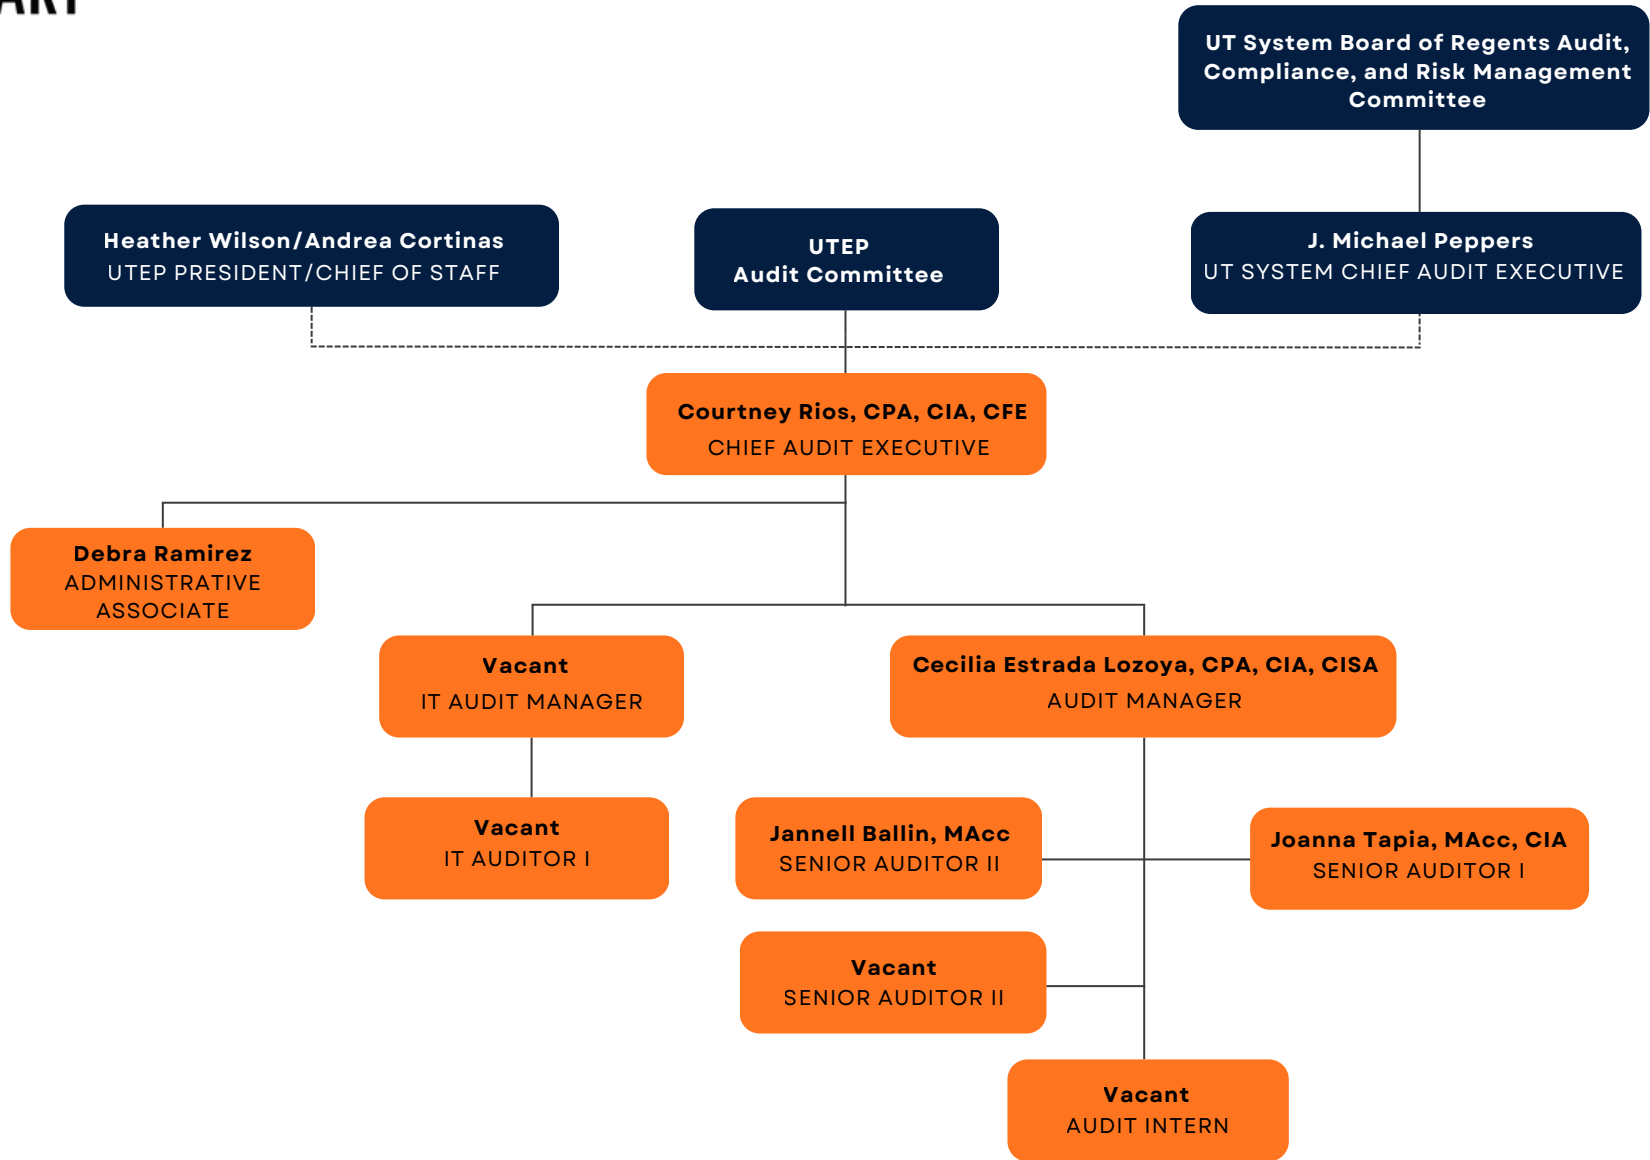 UT System Board of Regents Audit,
Compliance, and Risk Management
Committee
Heather Wilson/Andrea Cortinas
UTEP PRESIDENT/CHIEF OF STAFF
UTEP
Audit Committee
J. Michael Peppers
UT SYSTEM CHIEF AUDIT EXECUTIVE
Courtney Rios, CPA, CIA, CFE
CHIEF AUDIT EXECUTIVE
Debra Ramirez
ADMINISTRATIVE
ASSOCIATE
Vacant
IT AUDIT MANAGER
Cecilia Estrada Lozoya, CPA, CIA, CISA
AUDIT MANAGER
Vacant
IT AUDITOR I
Jannell Ballin, MAcc
SENIOR AUDITOR II
Joanna Tapia, MAcc, CIA
SENIOR AUDITOR I
Vacant
SENIOR AUDITOR II
Vacant
AUDIT INTERN